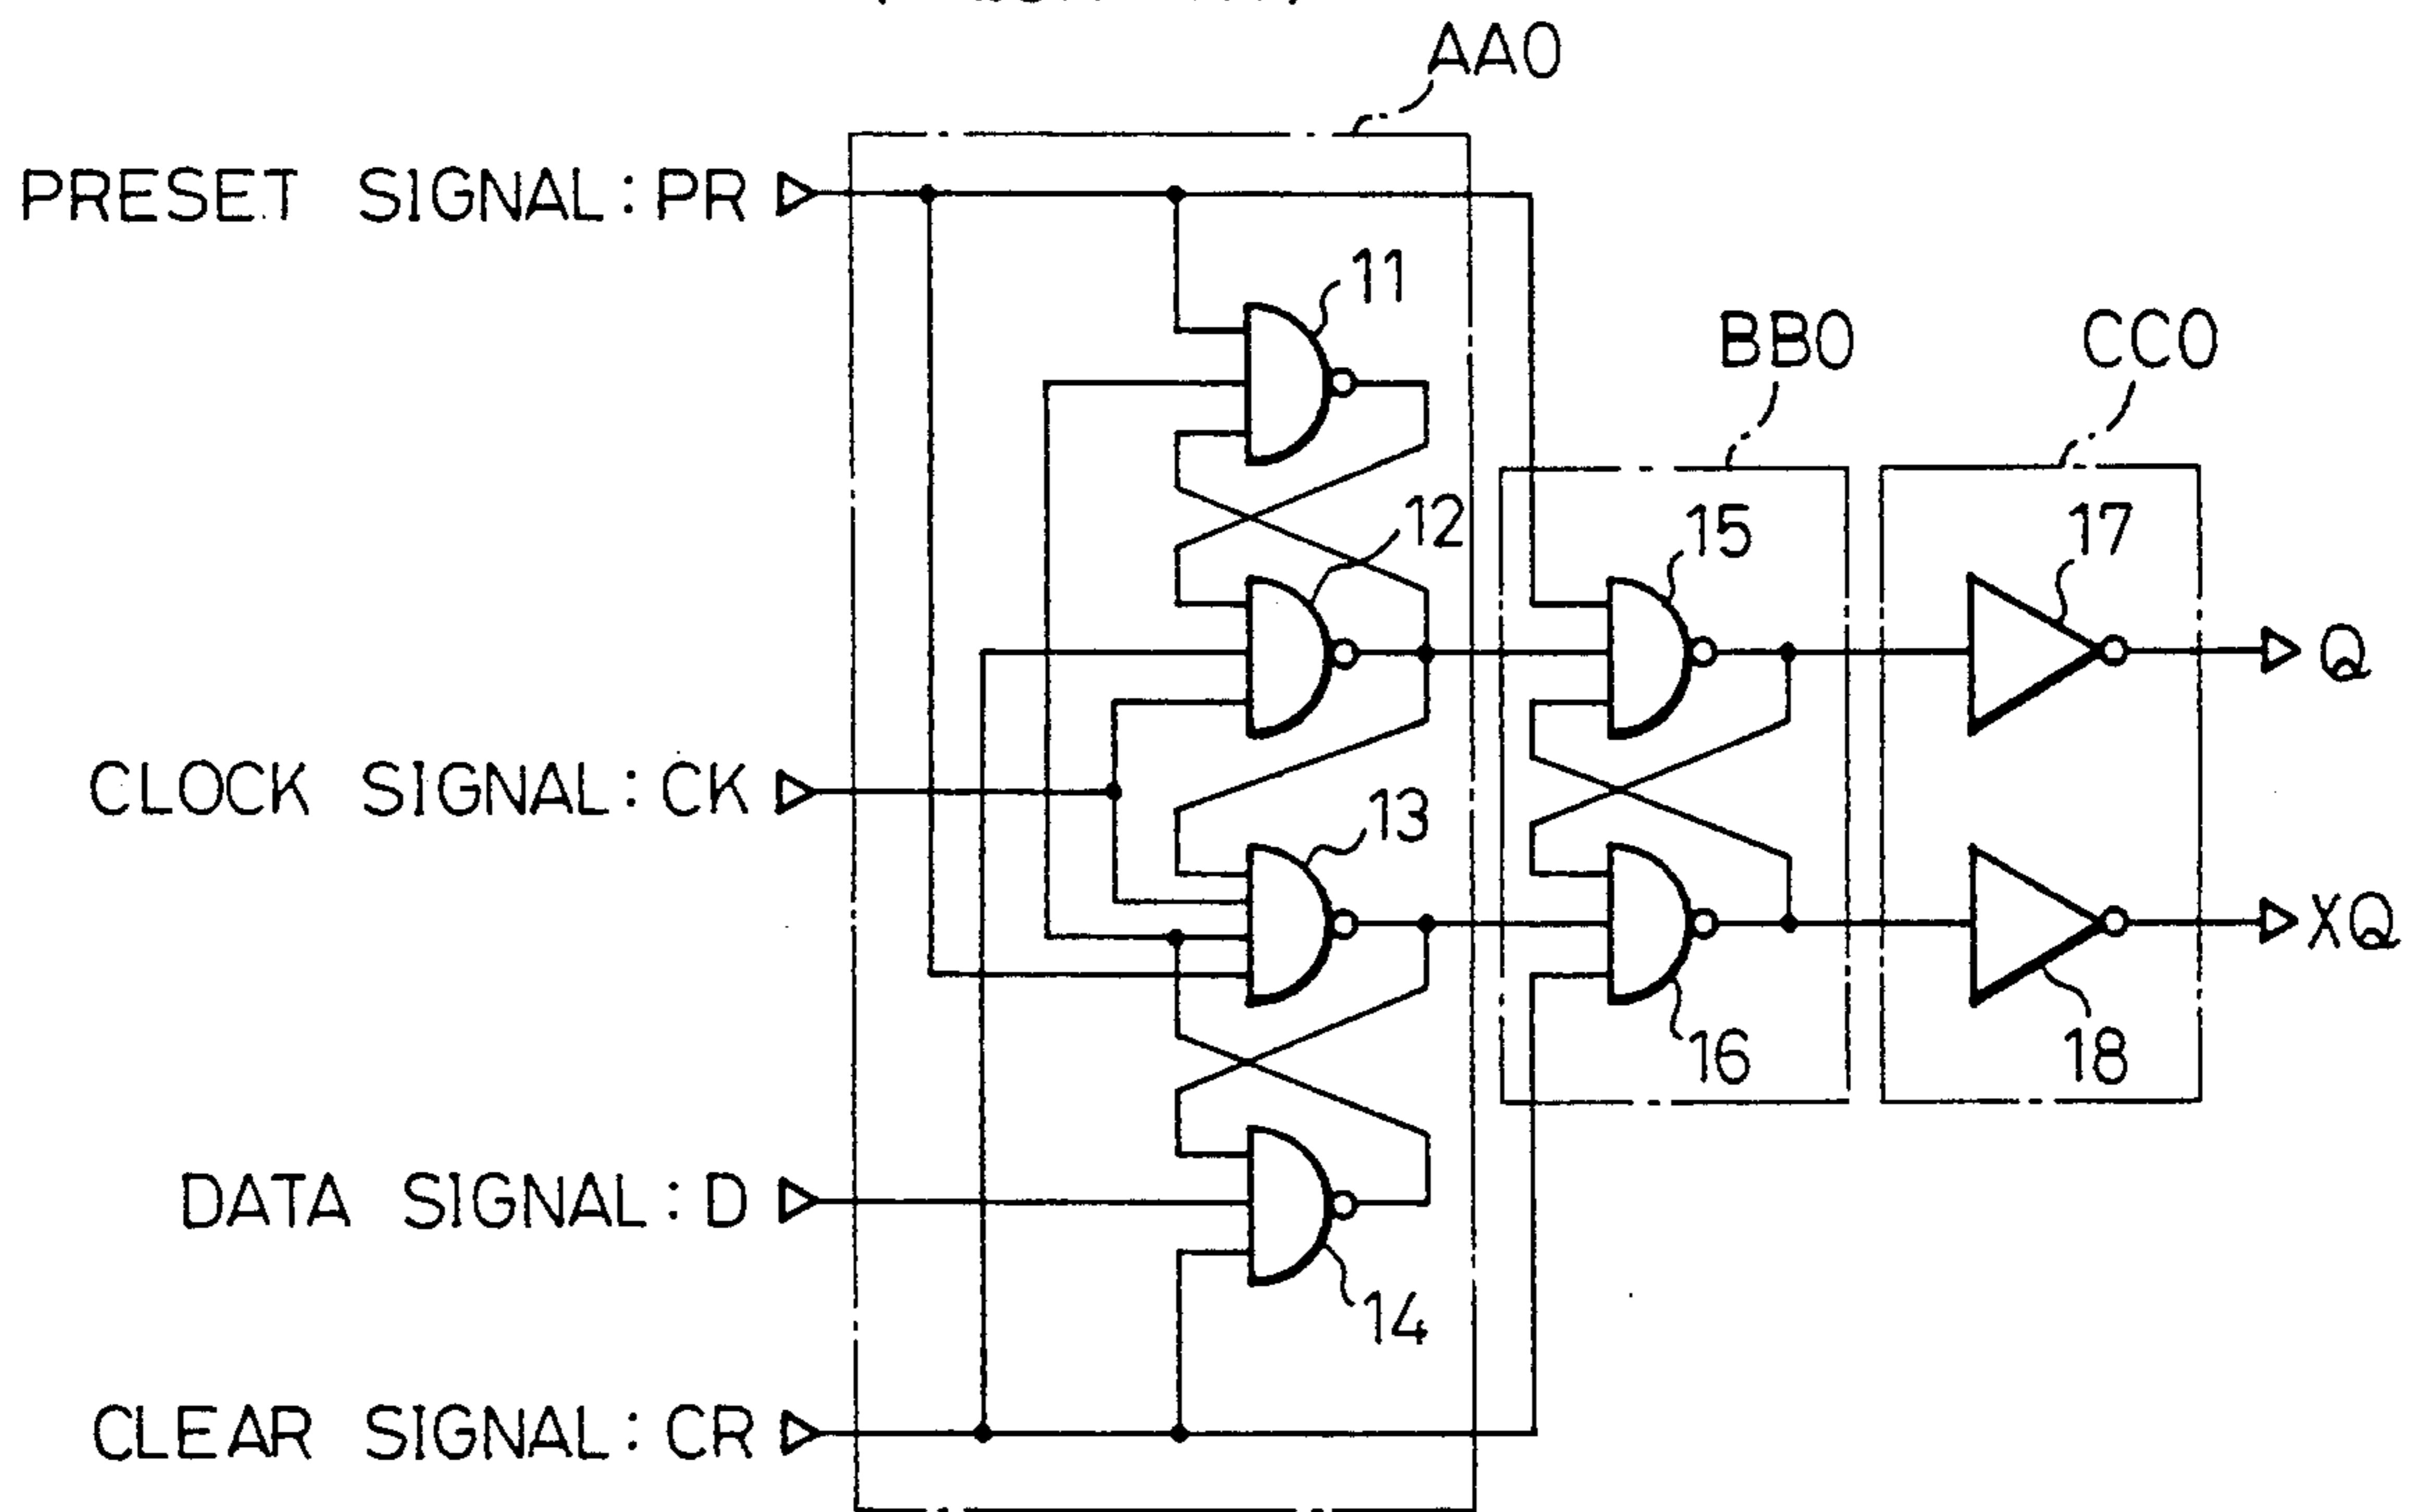 AA0
PRESET SIGNAL:PR
11
BB0
CC0
12
15
17
Q
CLOCK SIGNAL:CK
13
XQ
16
18
DATA SIGNAL:D
14
CLEAR SIGNAL:CR